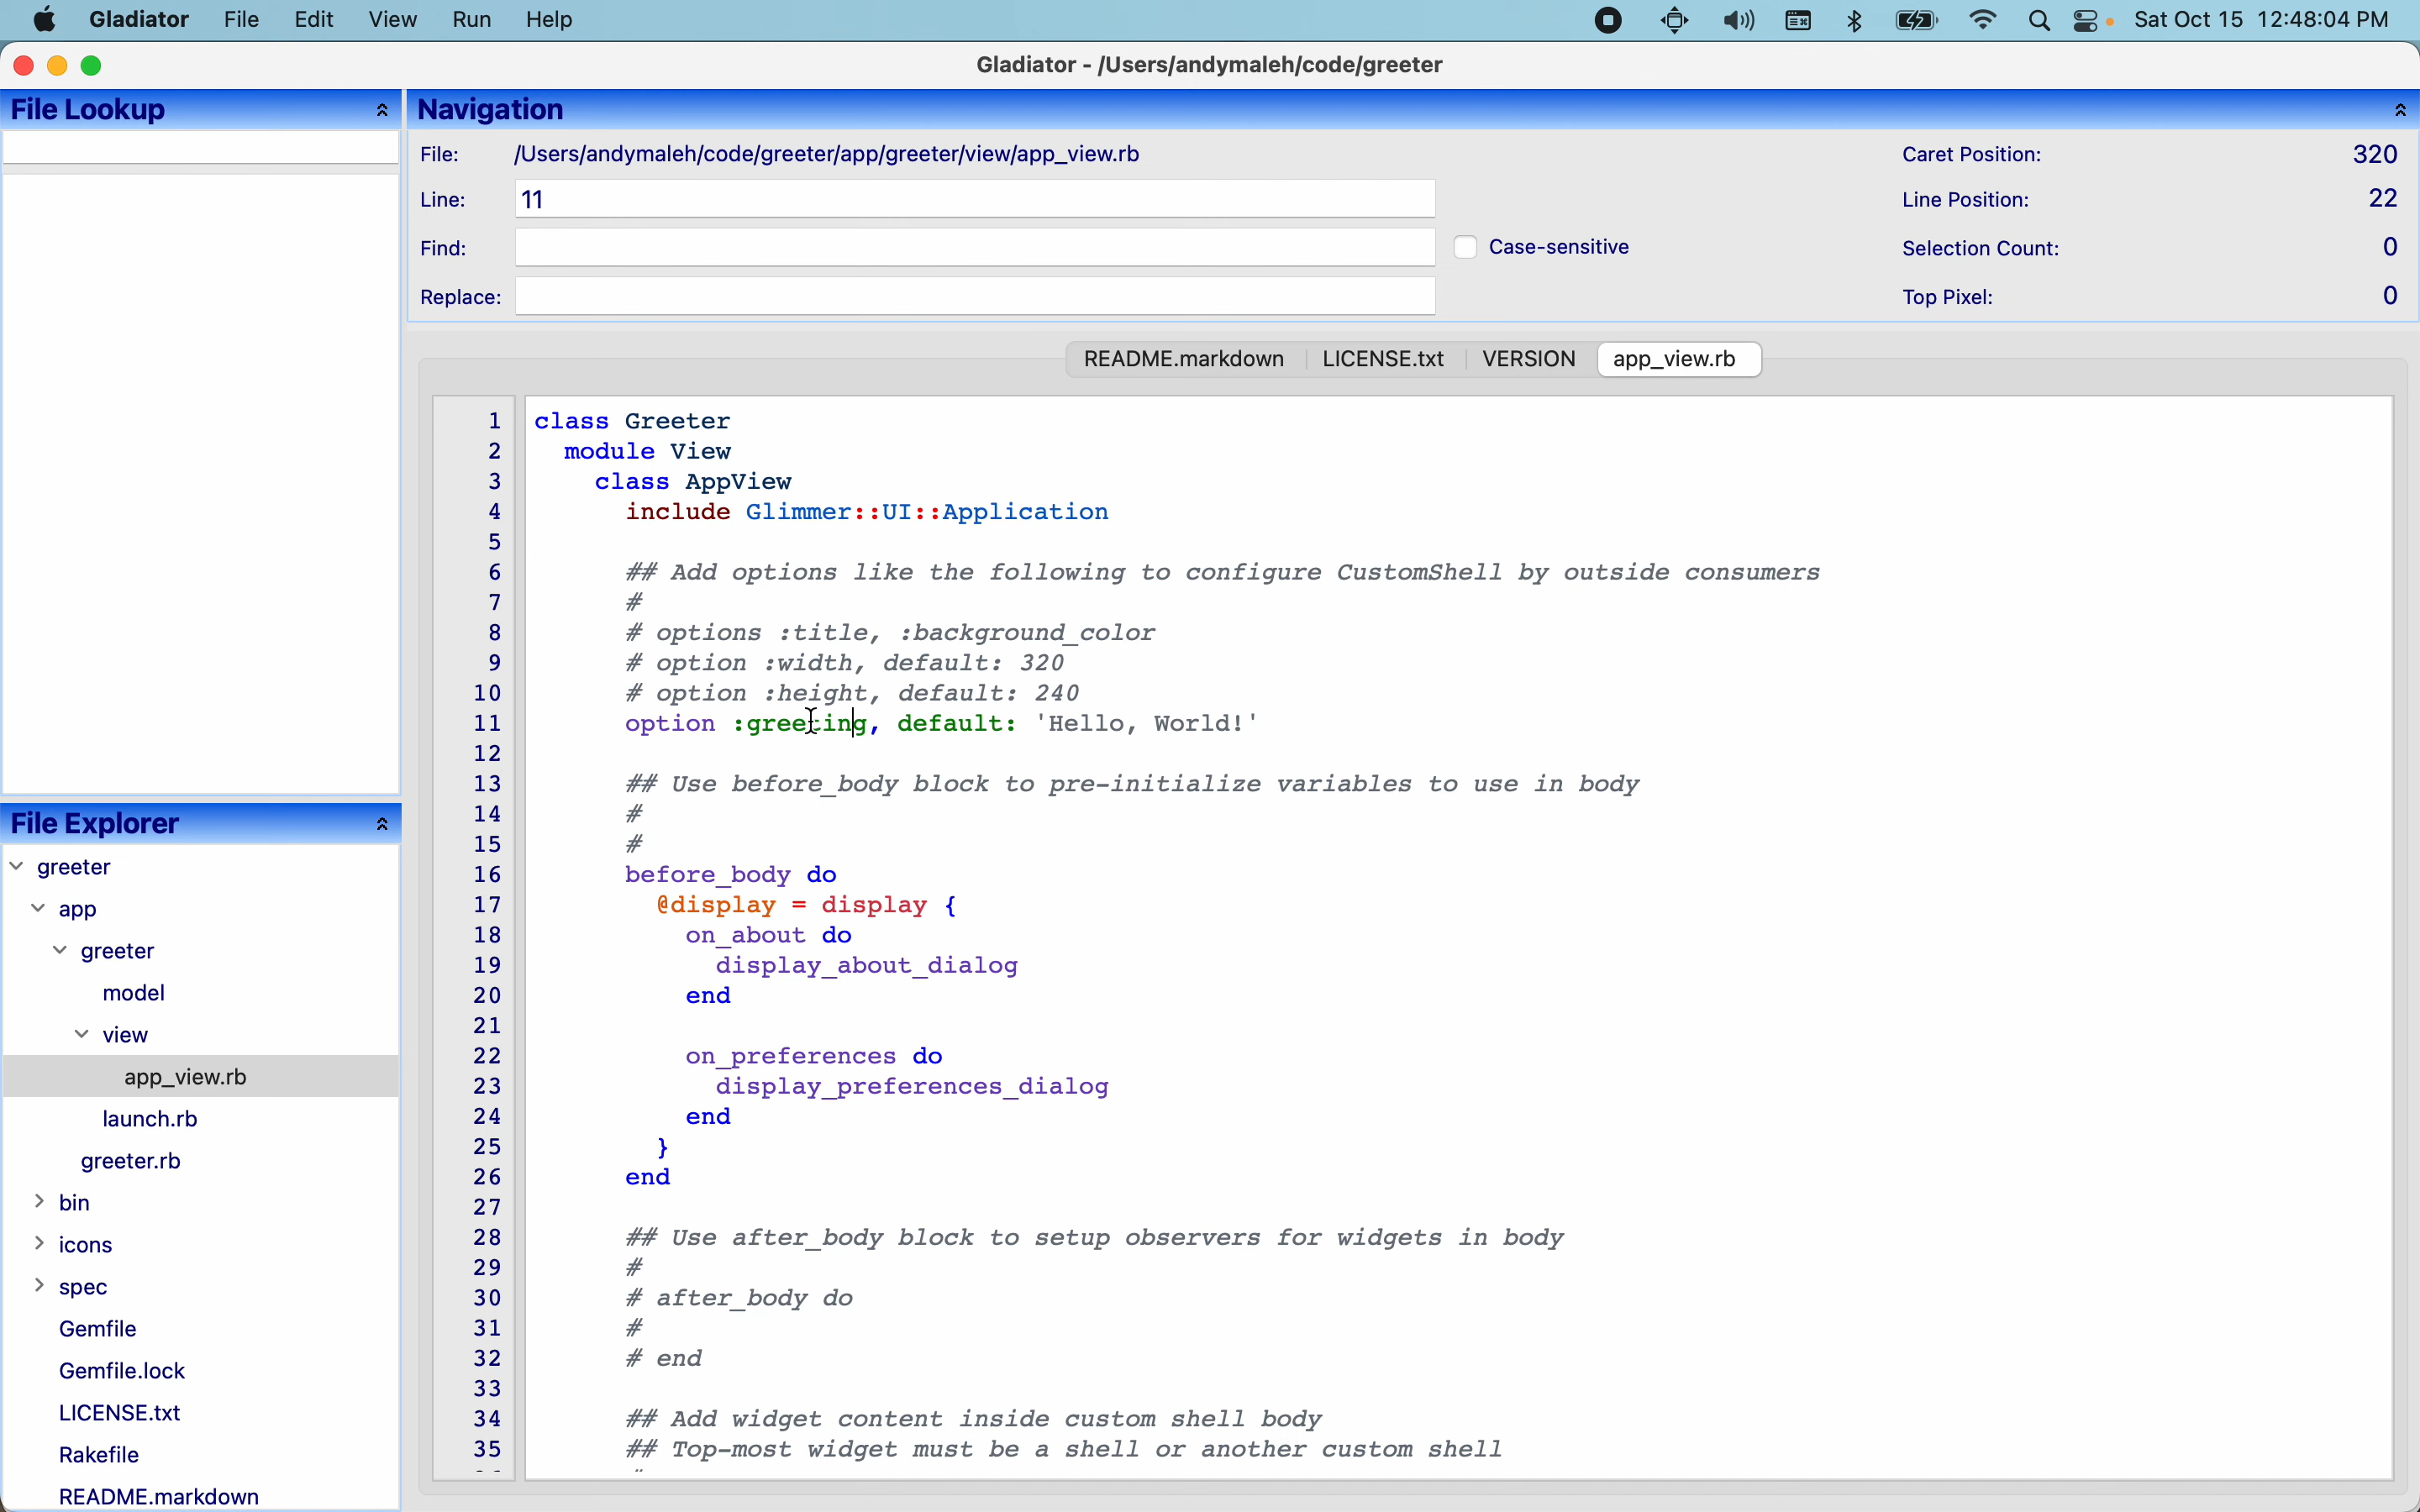 Gladiator File Edit View Run Help Sat Oct 15 12:48:04 PM
Gladiator - /Users/andymaleh/code/greeter
File Lookup
Navigation
File: /Users/andymaleh/code/greeter/app/greeter/view/app_view.rb Caret Position: 320
Line: 11 Line Position: 22
Find: Case-sensitive Selection Count: 0
Replace: Top Pixel: 0
README.markdown LICENSE.txt VERSION app_view.rb
1 class Greeter
2 module View
3 class AppView
4 include Glimmer::UI::Application
5
6 ## Add options like the following to configure CustomShell by outside consumers
7 #
8 # options :title, :background_color
9 # option :width, default: 320
10 # option :height, default: 240
11 option :greeting, default: 'Hello, World!'
12
13 ## Use before_body block to pre-initialize variables to use in body
14 #
15 #
16 before_body do
17 @display = display {
18 on_about do
19 display_about_dialog
20 end
21
22 on_preferences do
23 display_preferences_dialog
24 end
25 }
26 end
27
28 ## Use after_body block to setup observers for widgets in body
29 #
30 # after_body do
31 #
32 # end
33
34 ## Add widget content inside custom shell body
35 ## Top-most widget must be a shell or another custom shell
File Explorer
greeter
app
greeter
model
view
app_view.rb
launch.rb
greeter.rb
bin
icons
spec
Gemfile
Gemfile.lock
LICENSE.txt
Rakefile
README.markdown